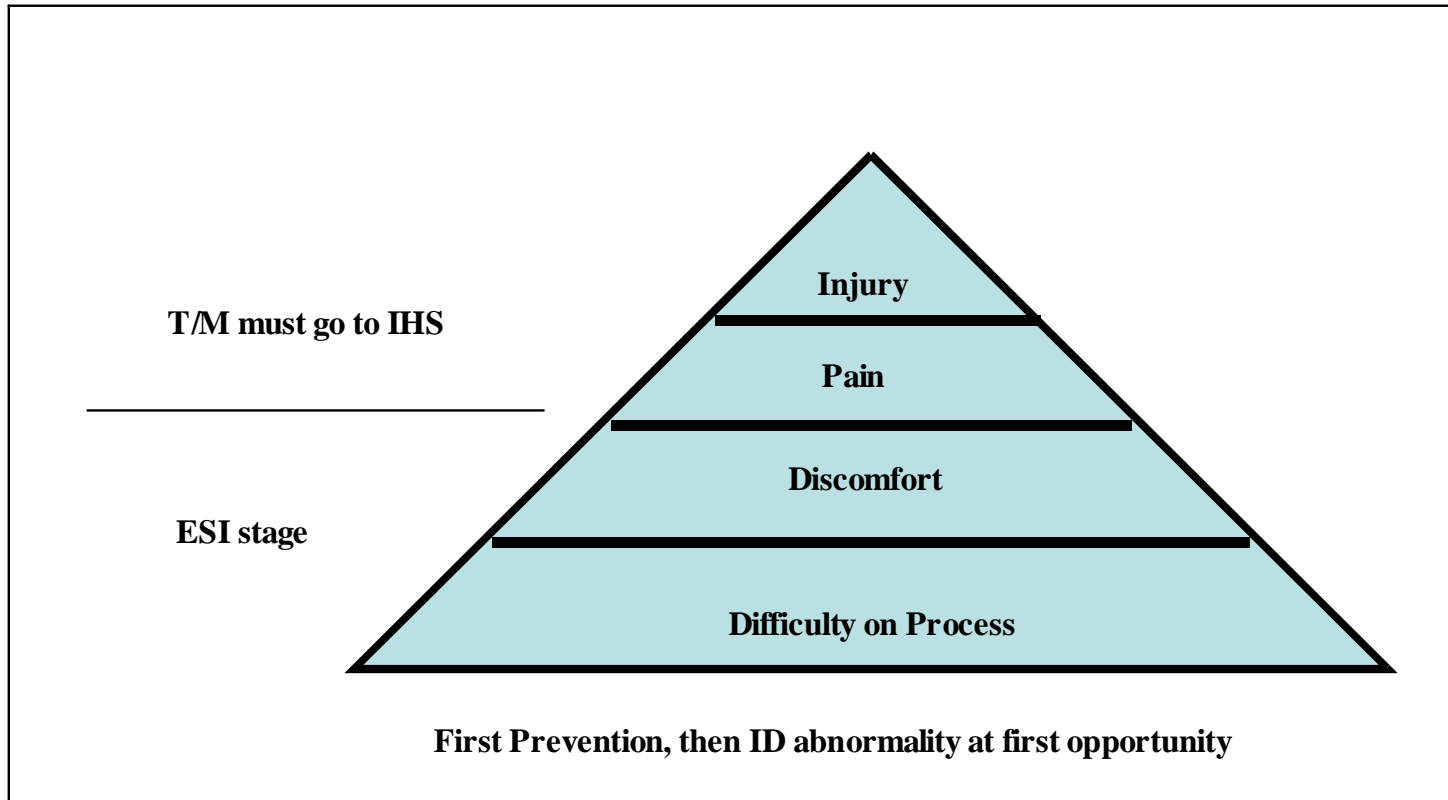 Injury
T/M must go to IHS
Pain
Discomfort
ESI stage
Difficulty on Process
First Prevention, then ID abnormality at first opportunity